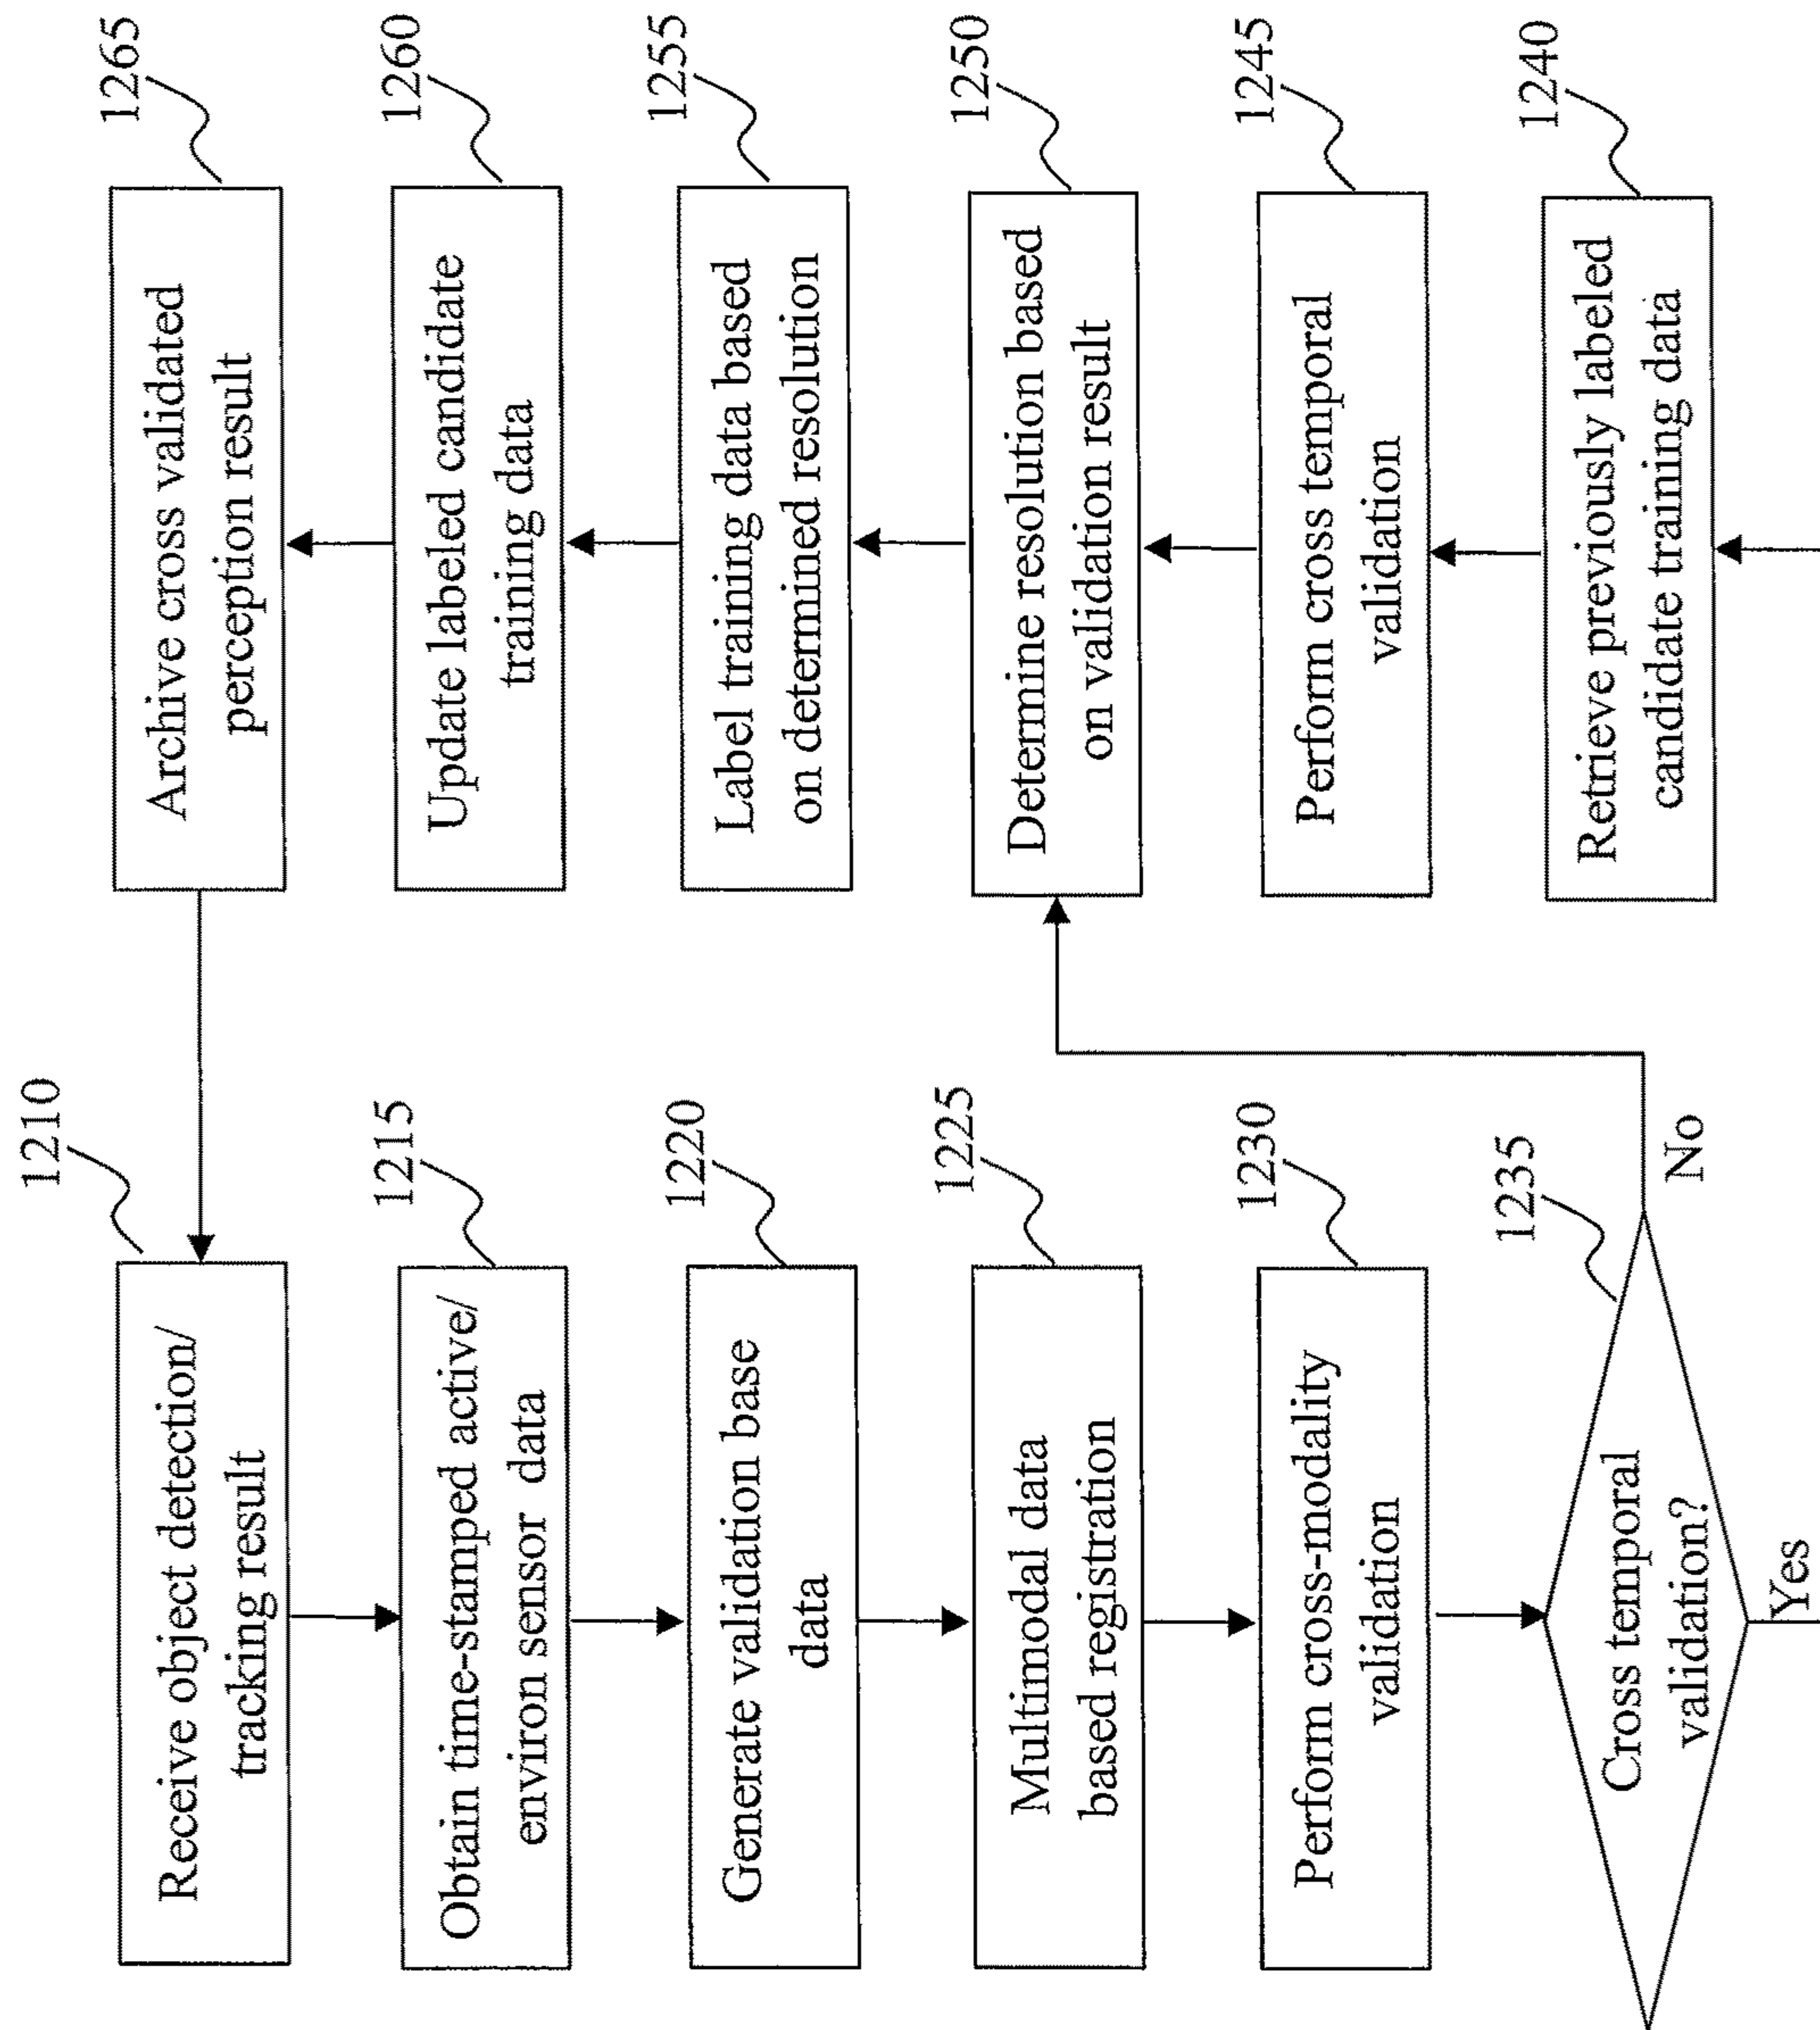 1210
Receive object detection/
tracking result
1215
Obtain time-stamped active/
environ sensor data
1220
Generate validation base
data
1225
Multimodal data
based registration
1230
Perform cross-modality
validation
1235
Cross temporal
validation?
No
Yes
1265
Archive cross validated
perception result
1260
Update labeled candidate
training data
1255
Label training data based
on determined resolution
1250
Determine resolution based
on validation result
1245
Perform cross temporal
validation
1240
Retrieve previously labeled
candidate training data